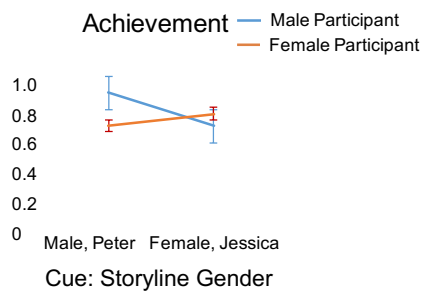 Achievement
Male Participant
Female Participant
1.0
0.8
0.6
0.4
0.2
0
Male, Peter Female, Jessica
Cue: Storyline Gender